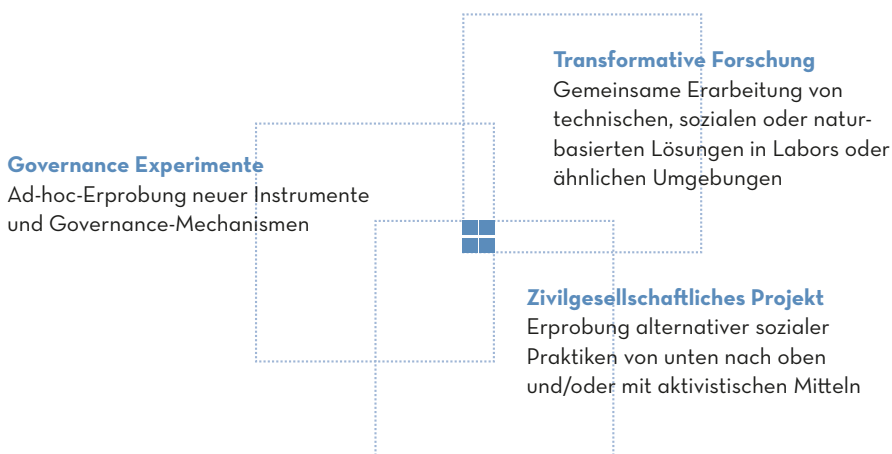 Transformative Forschung
Gemeinsame Erarbeitung von
technischen, sozialen oder natur-
basierten Lösungen in Labors oder
ähnlichen Umgebungen
Governance Experimente
Ad-hoc-Erprobung neuer Instrumente
und Governance-Mechanismen
Zivilgesellschaftliches Projekt
Erprobung alternativer sozialer
Praktiken von unten nach oben
und/oder mit aktivistischen Mitteln